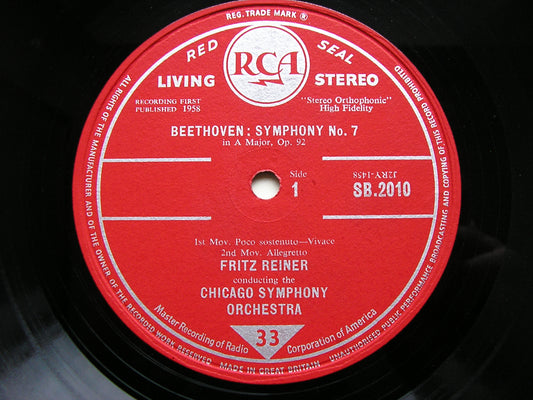 REG. TRADE MARK ®
RED SEAL
RCA
LIVING STEREO
RECORDING FIRST
PUBLISHED 1958
"Stereo Orthophonic"
High Fidelity
BEETHOVEN: SYMPHONY No. 7
in A Major, Op. 92
Side
1
JJRY-1458
SB.2010
1st Mov. Poco sostenuto—Vivace
2nd Mov. Allegretto
FRITZ REINER
conducting the
CHICAGO SYMPHONY
ORCHESTRA
Master Recording of Radio Corporation of America
33
ALL RIGHTS OF THE MANUFACTURER AND OF THE OWNER OF THE RECORDED WORK RESERVED
MADE IN GREAT BRITAIN
UNAUTHORISED PUBLIC PERFORMANCE BROADCASTING AND COPYING OF THIS RECORD PROHIBITED